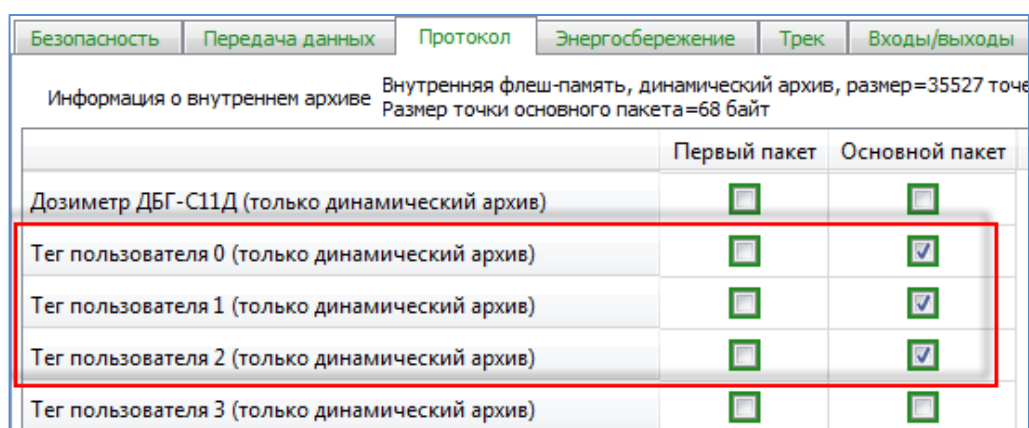 Безопасность Передача данных Протокол Энергосбережение Трек Входы/выходы
Информация о внутреннем архиве Внутренняя флеш-память, динамический архив, размер=35527 точе
Размер точки основного пакета=68 байт
Первый пакет Основной пакет
Дозиметр ДБГ-С11Д (только динамический архив)
Тег пользователя 0 (только динамический архив)
Тег пользователя 1 (только динамический архив)
Тег пользователя 2 (только динамический архив)
Тег пользователя 3 (только динамический архив)